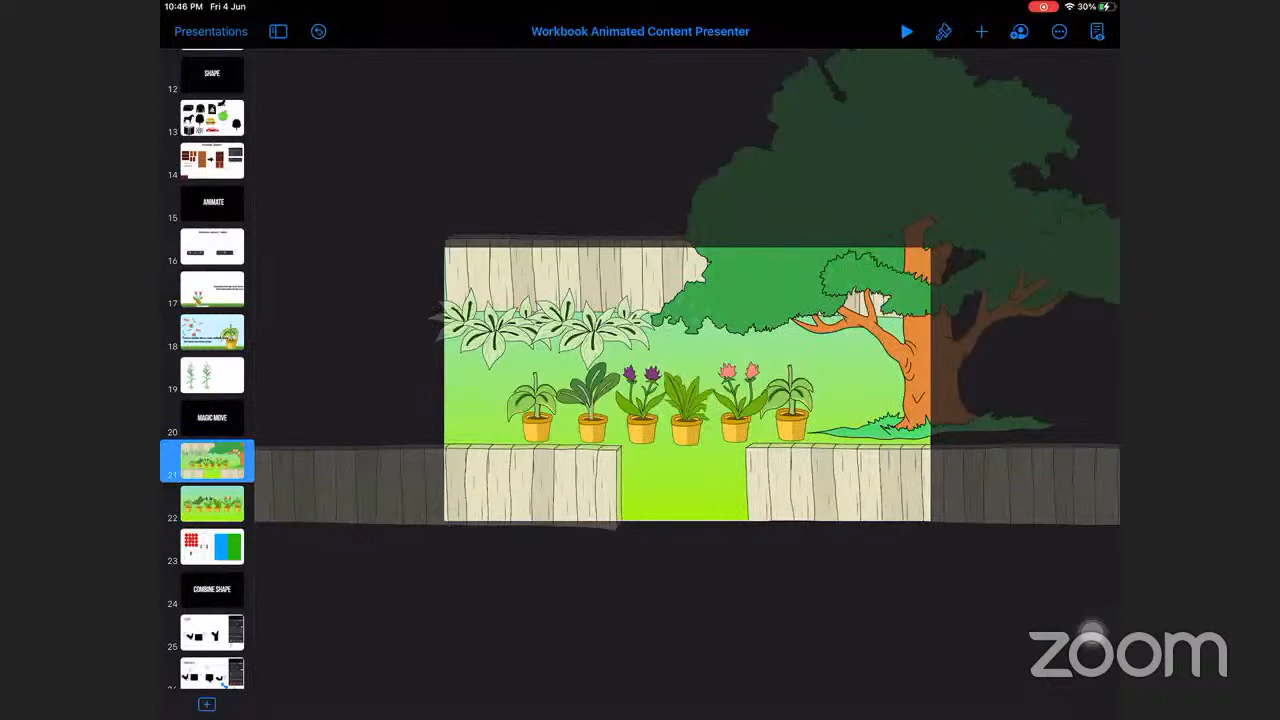 10:46 PM Fri 4 Jun
30%
Presentations
Workbook Animated Content Presenter
12
SHAPE
13
14
15
ANIMATE
16
17
18
19
20
MAGIC MOVE
21
22
23
24
COMBINE SHAPE
25
zoom